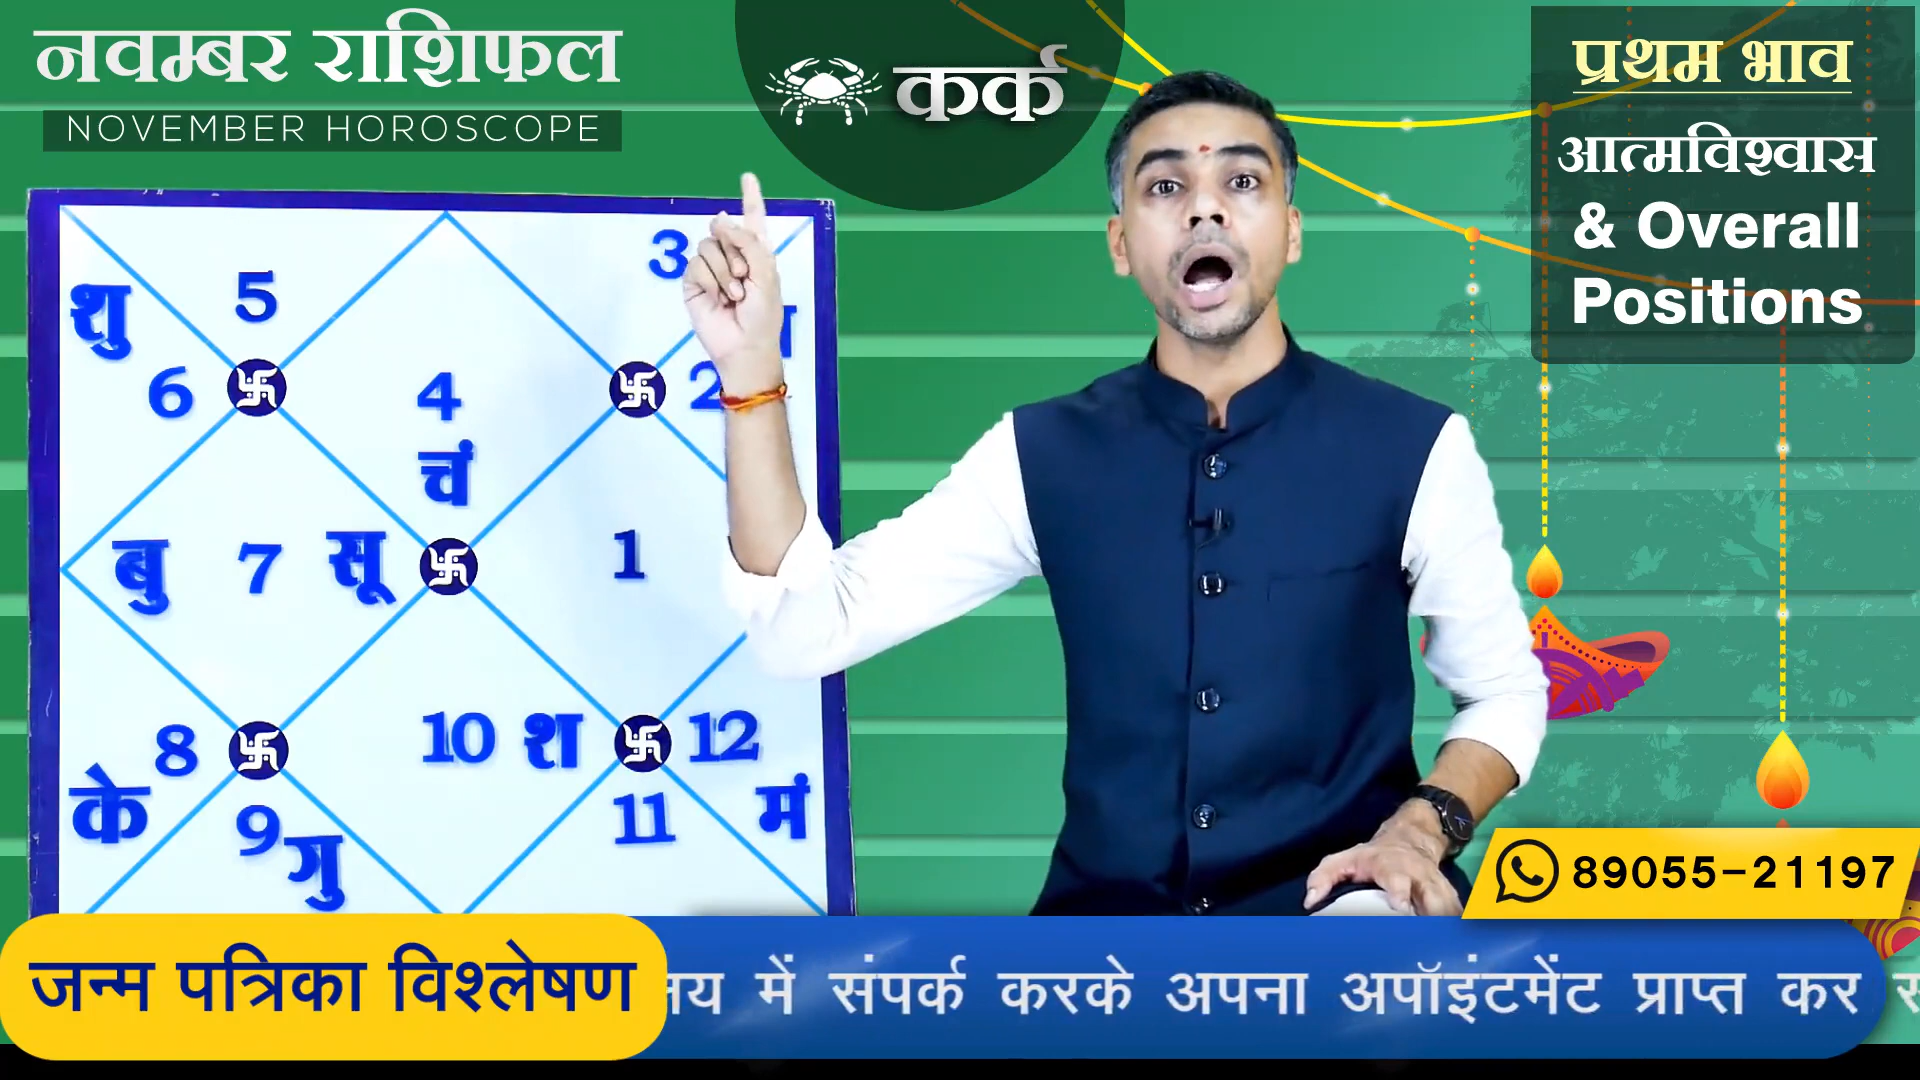 नवम्बर राशिफल
NOVEMBER HOROSCOPE
कर्क
प्रथम भाव
आत्मविश्वास
& Overall
Positions
3
5
शु
6
4
2
चं
बु 7 सू
1
8
10 श
12
के
9
गु
11
मं
89055-21197
जन्म पत्रिका विश्लेषण
में संपर्क करके अपना अपॉइंटमेंट प्राप्त कर